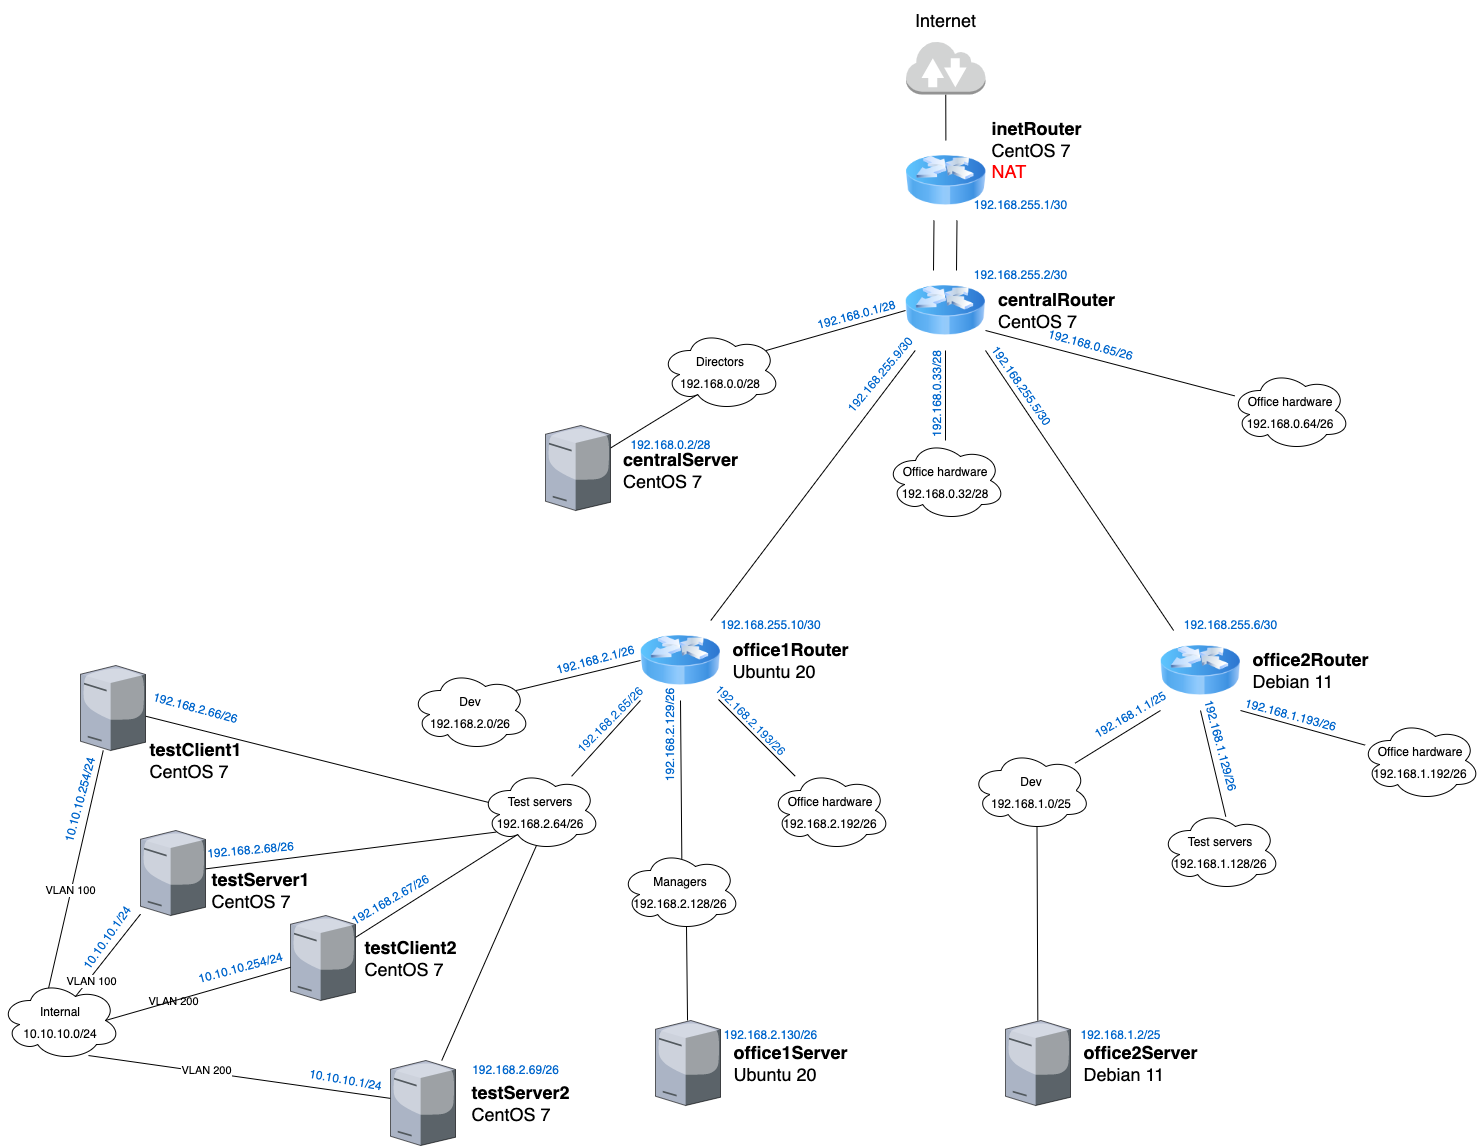 Internet
inetRouter
CentOS 7
NAT
192.168.255.1/30
192.168.255.2/30
centralRouter
CentOS 7
192.168.0.1/28
192.168.255.9/30
192.168.0.33/28
192.168.255.5/30
192.168.0.65/26
Directors
192.168.0.0/28
Office hardware
192.168.0.64/26
192.168.0.2/28
centralServer
CentOS 7
Office hardware
192.168.0.32/28
192.168.255.10/30
office1Router
Ubuntu 20
192.168.255.6/30
office2Router
Debian 11
192.168.2.1/26
192.168.2.65/26
192.168.2.129/26
192.168.2.193/26
192.168.1.1/25
192.168.1.129/26
192.168.1.193/26
Dev
192.168.2.0/26
192.168.2.66/26
testClient1
CentOS 7
10.10.10.254/24
Office hardware
192.168.1.192/26
Dev
192.168.1.0/25
Test servers
192.168.2.64/26
Office hardware
192.168.2.192/26
Test servers
192.168.1.128/26
192.168.2.68/26
testServer1
CentOS 7
VLAN 100
10.10.10.1/24
VLAN 100
192.168.2.67/26
testClient2
CentOS 7
10.10.10.254/24
VLAN 200
Managers
192.168.2.128/26
Internal
10.10.10.0/24
VLAN 200
10.10.10.1/24
192.168.2.69/26
testServer2
CentOS 7
192.168.2.130/26
office1Server
Ubuntu 20
192.168.1.2/25
office2Server
Debian 11